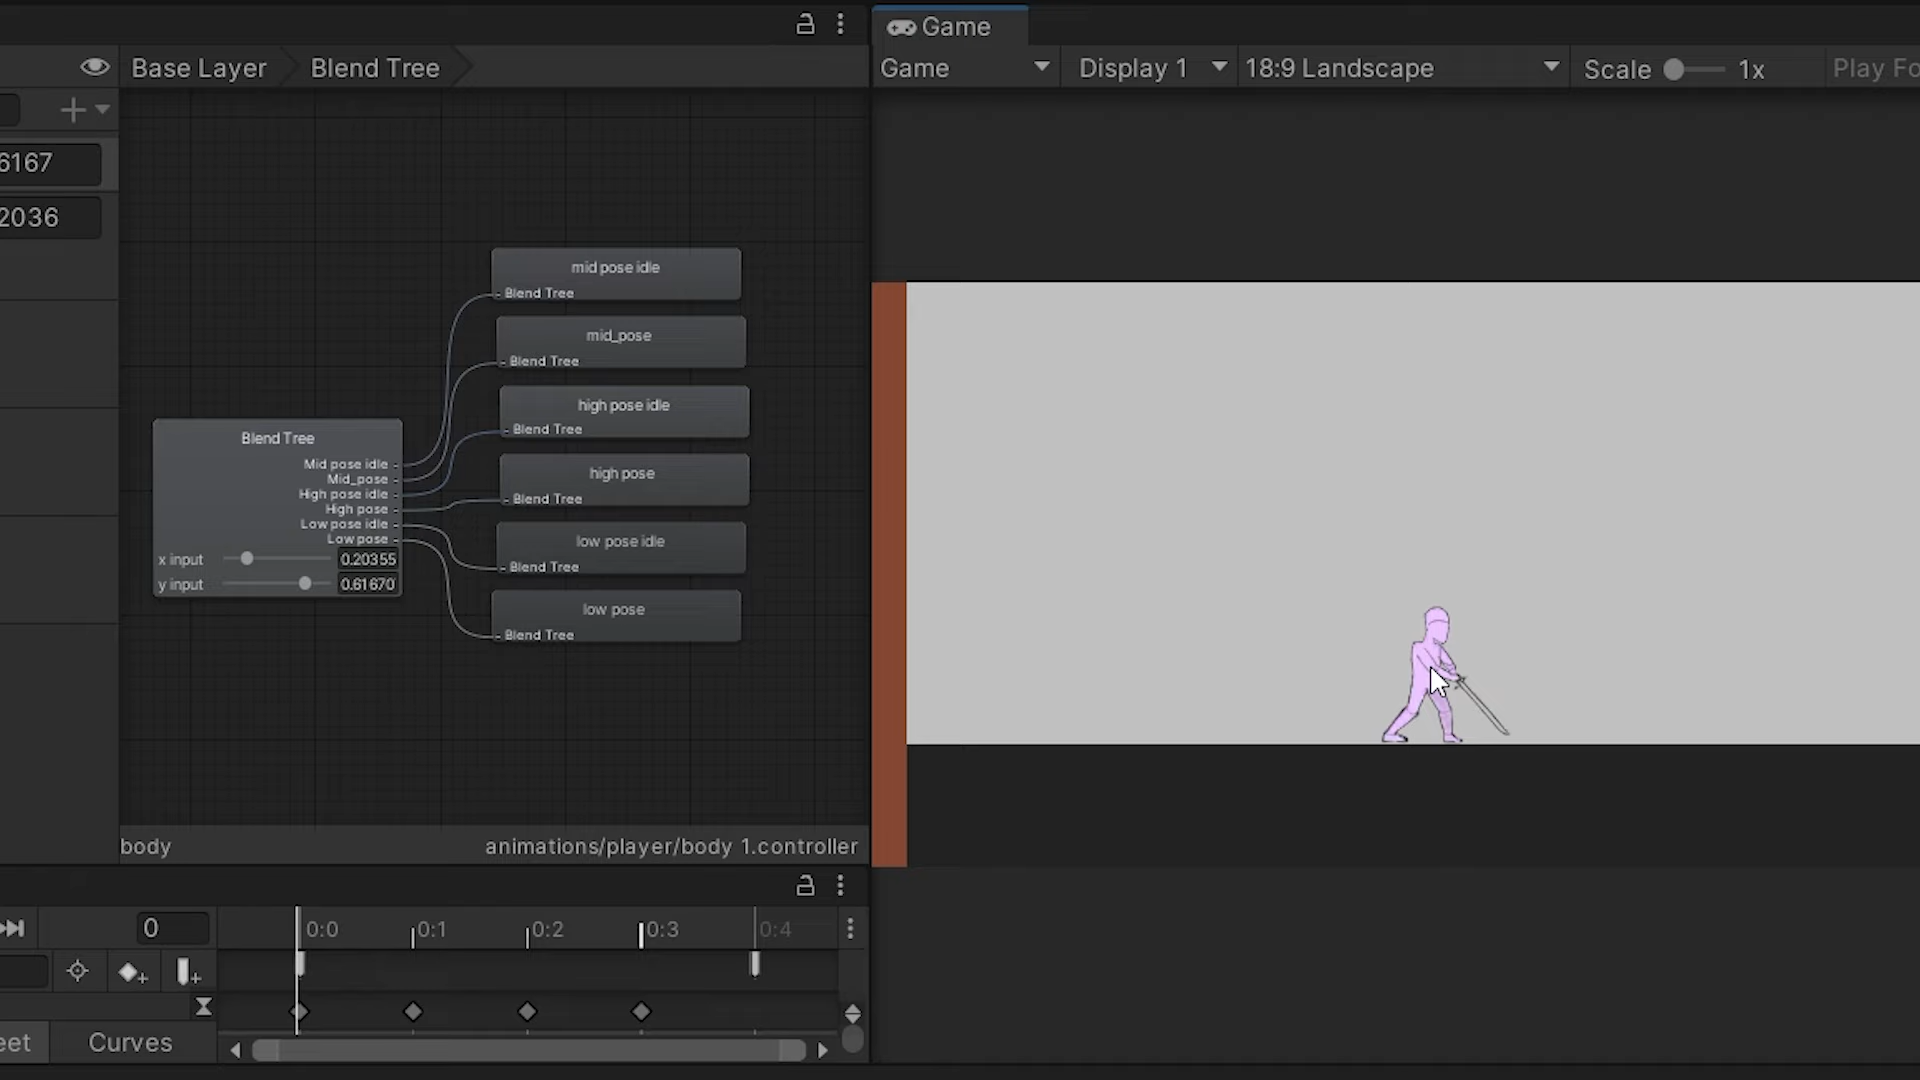 Base Layer
Blend Tree
6167
2036
mid pose idle
Blend Tree
mid_pose
Blend Tree
high pose idle
Blend Tree
high pose
Blend Tree
low pose idle
Blend Tree
low pose
Blend Tree
Blend Tree
Mid pose idle
Mid_pose
High pose idle
High pose
Low pose idle
Low pose
x input 0.20355
y input 0.61670
body animations/player/body 1.controller
0 0:0 0:1 0:2 0:3 0:4
eet Curves
Game
Game Display 1 18:9 Landscape Scale 1x Play Fo